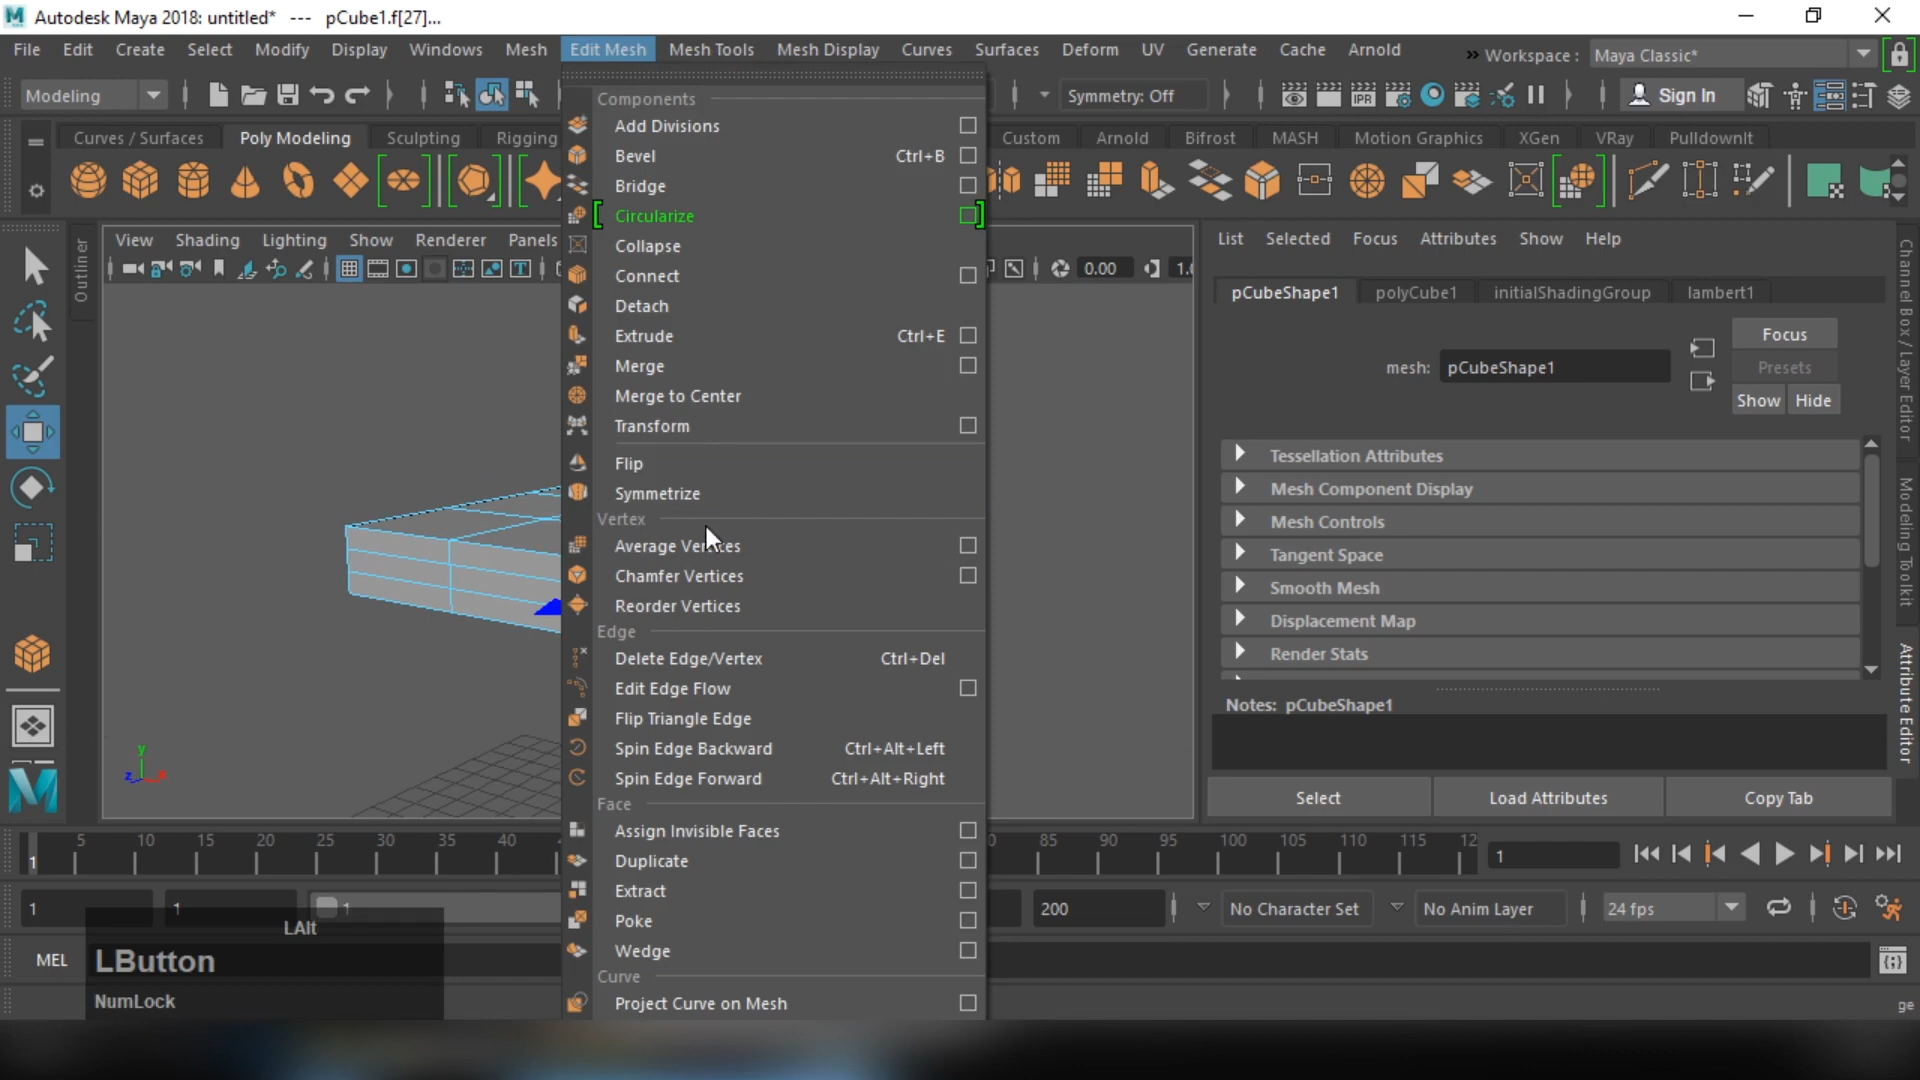 Autodesk Maya 2018: untitled* --- pCube1.f[27]...
File Edit Create Select Modify Display Windows Mesh Edit Mesh Mesh Tools Mesh Display Curves Surfaces Deform UV Generate Cache Arnold » Workspace : Maya Classic*
Modeling Symmetry: Off IPR Sign In
Curves / Surfaces Poly Modeling Sculpting Rigging Custom Arnold Bifrost MASH Motion Graphics XGen VRay PulldownIt
Components
Add Divisions
Bevel Ctrl+B
Bridge
Circularize
Collapse
Connect
Detach
Extrude Ctrl+E
Merge
Merge to Center
Transform
Flip
Symmetrize
Vertex
Average Vertices
Chamfer Vertices
Reorder Vertices
Edge
Delete Edge/Vertex Ctrl+Del
Edit Edge Flow
Flip Triangle Edge
Spin Edge Backward Ctrl+Alt+Left
Spin Edge Forward Ctrl+Alt+Right
Face
Assign Invisible Faces
Duplicate
Extract
Poke
Wedge
Curve
Project Curve on Mesh
Outliner
View Shading Lighting Show Renderer Panels
0.00
y
z x
List Selected Focus Attributes Show Help
pCubeShape1 polyCube1 initialShadingGroup lambert1
Focus
mesh: pCubeShape1 Presets
Show Hide
Tessellation Attributes
Mesh Component Display
Mesh Controls
Tangent Space
Smooth Mesh
Displacement Map
Render Stats
Notes: pCubeShape1
Select Load Attributes Copy Tab
Channel Box / Layer Editor
Modeling Toolkit
Attribute Editor
1 5 10 15 20 25 30 35 40 85 90 95 100 105 110 115 12 1
1 1 1 200 No Character Set No Anim Layer 24 fps
MEL
LAlt
LButton
NumLock
ge